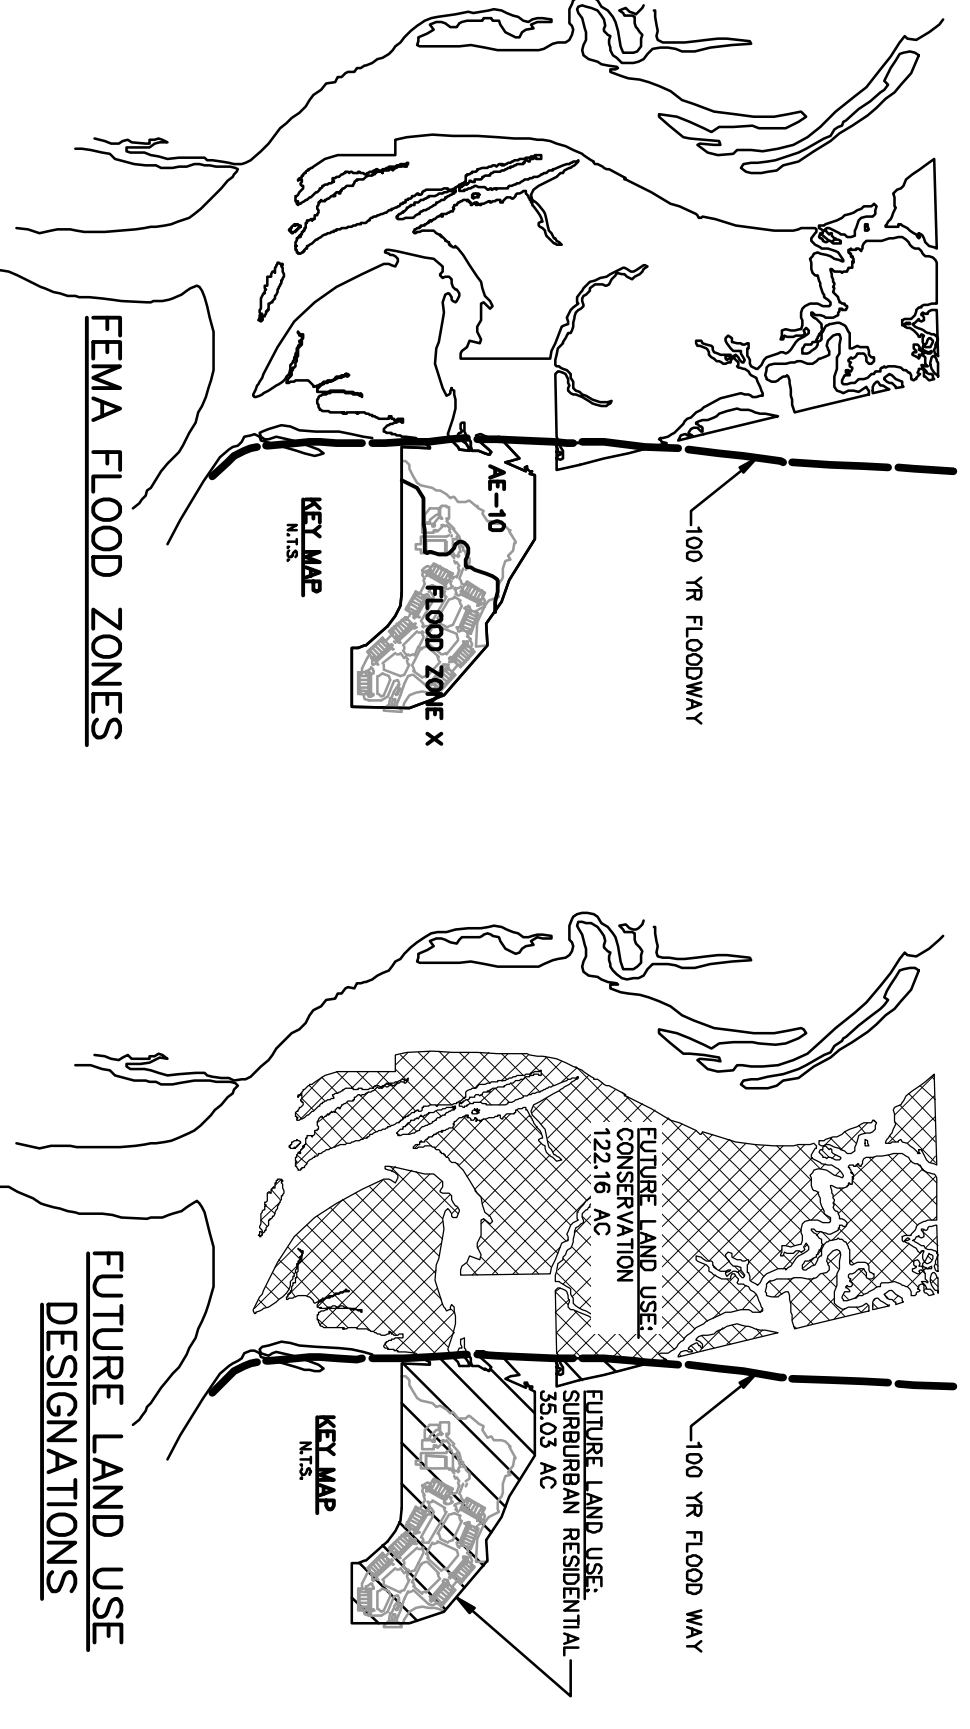 100 YR FLOODWAY
AE-10
FLOOD ZONE X
KEY MAP
N.T.S.
FEMA FLOOD ZONES
100 YR FLOOD WAY
FUTURE LAND USE:
CONSERVATION
122.16 AC
FUTURE LAND USE:
SURBURBAN RESIDENTIAL
35.03 AC
KEY MAP
N.T.S.
FUTURE LAND USE
DESIGNATIONS